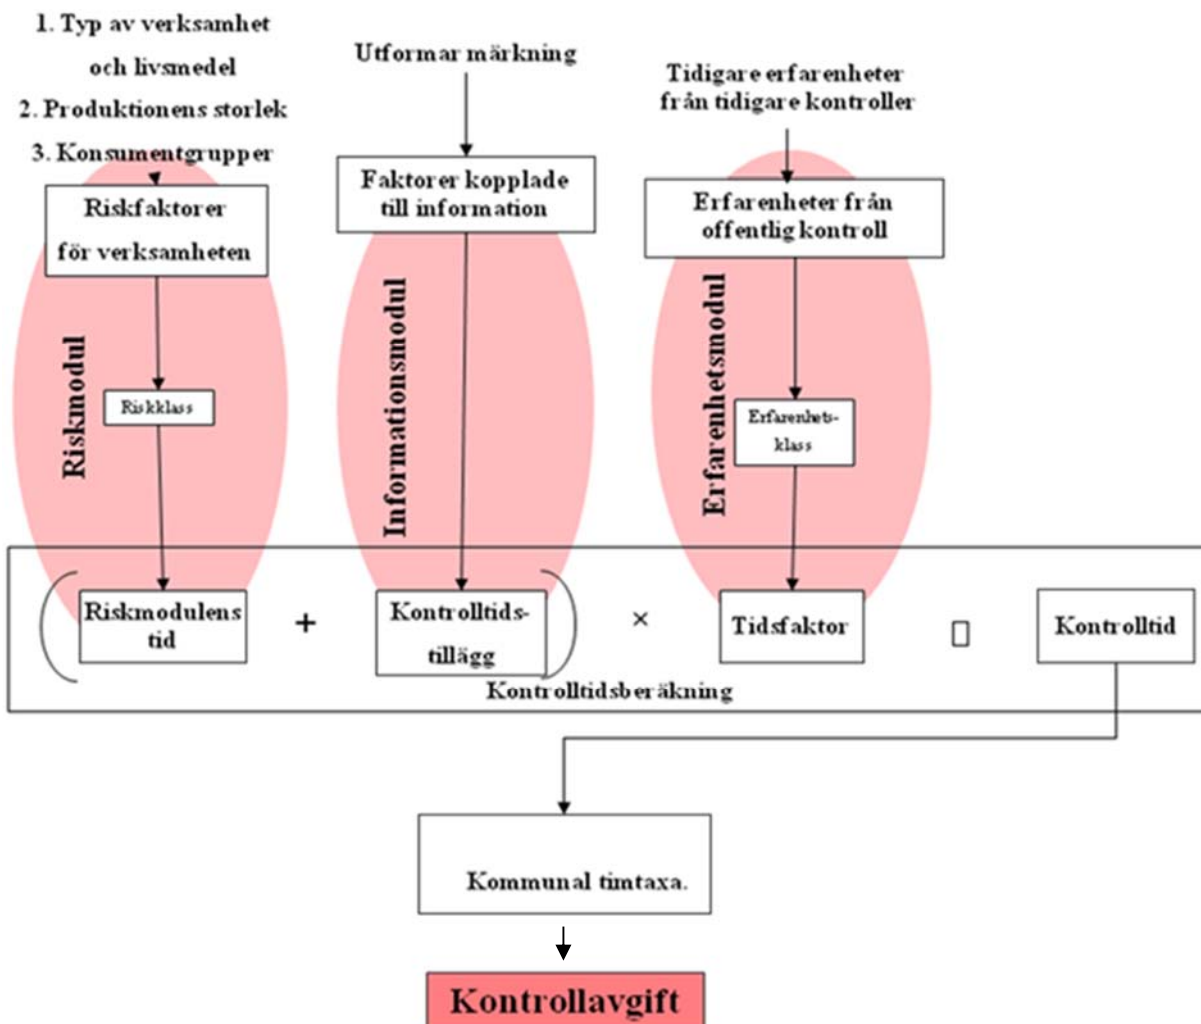 1. Typ av verksamhet
och livsmedel
2. Produktionens storlek
3. Konsumentgrupper
Riskfaktorer
för verksamheten
Riskmodul
Riskklass
Utformar märkning
Faktorer kopplade
till information
Informationsmodul
Tidigare erfarenheter
från tidigare kontroller
Erfarenheter från
offentlig kontroll
Erfarenhetsmodul
Erfarenhets-
klass
( Riskmodulens
tid
+
Kontrolltids-
tillägg )
×
Tidsfaktor
▯
Kontrolltid
Kontrolltidsberäkning
Kommunal timtaxa.
Kontrollavgift